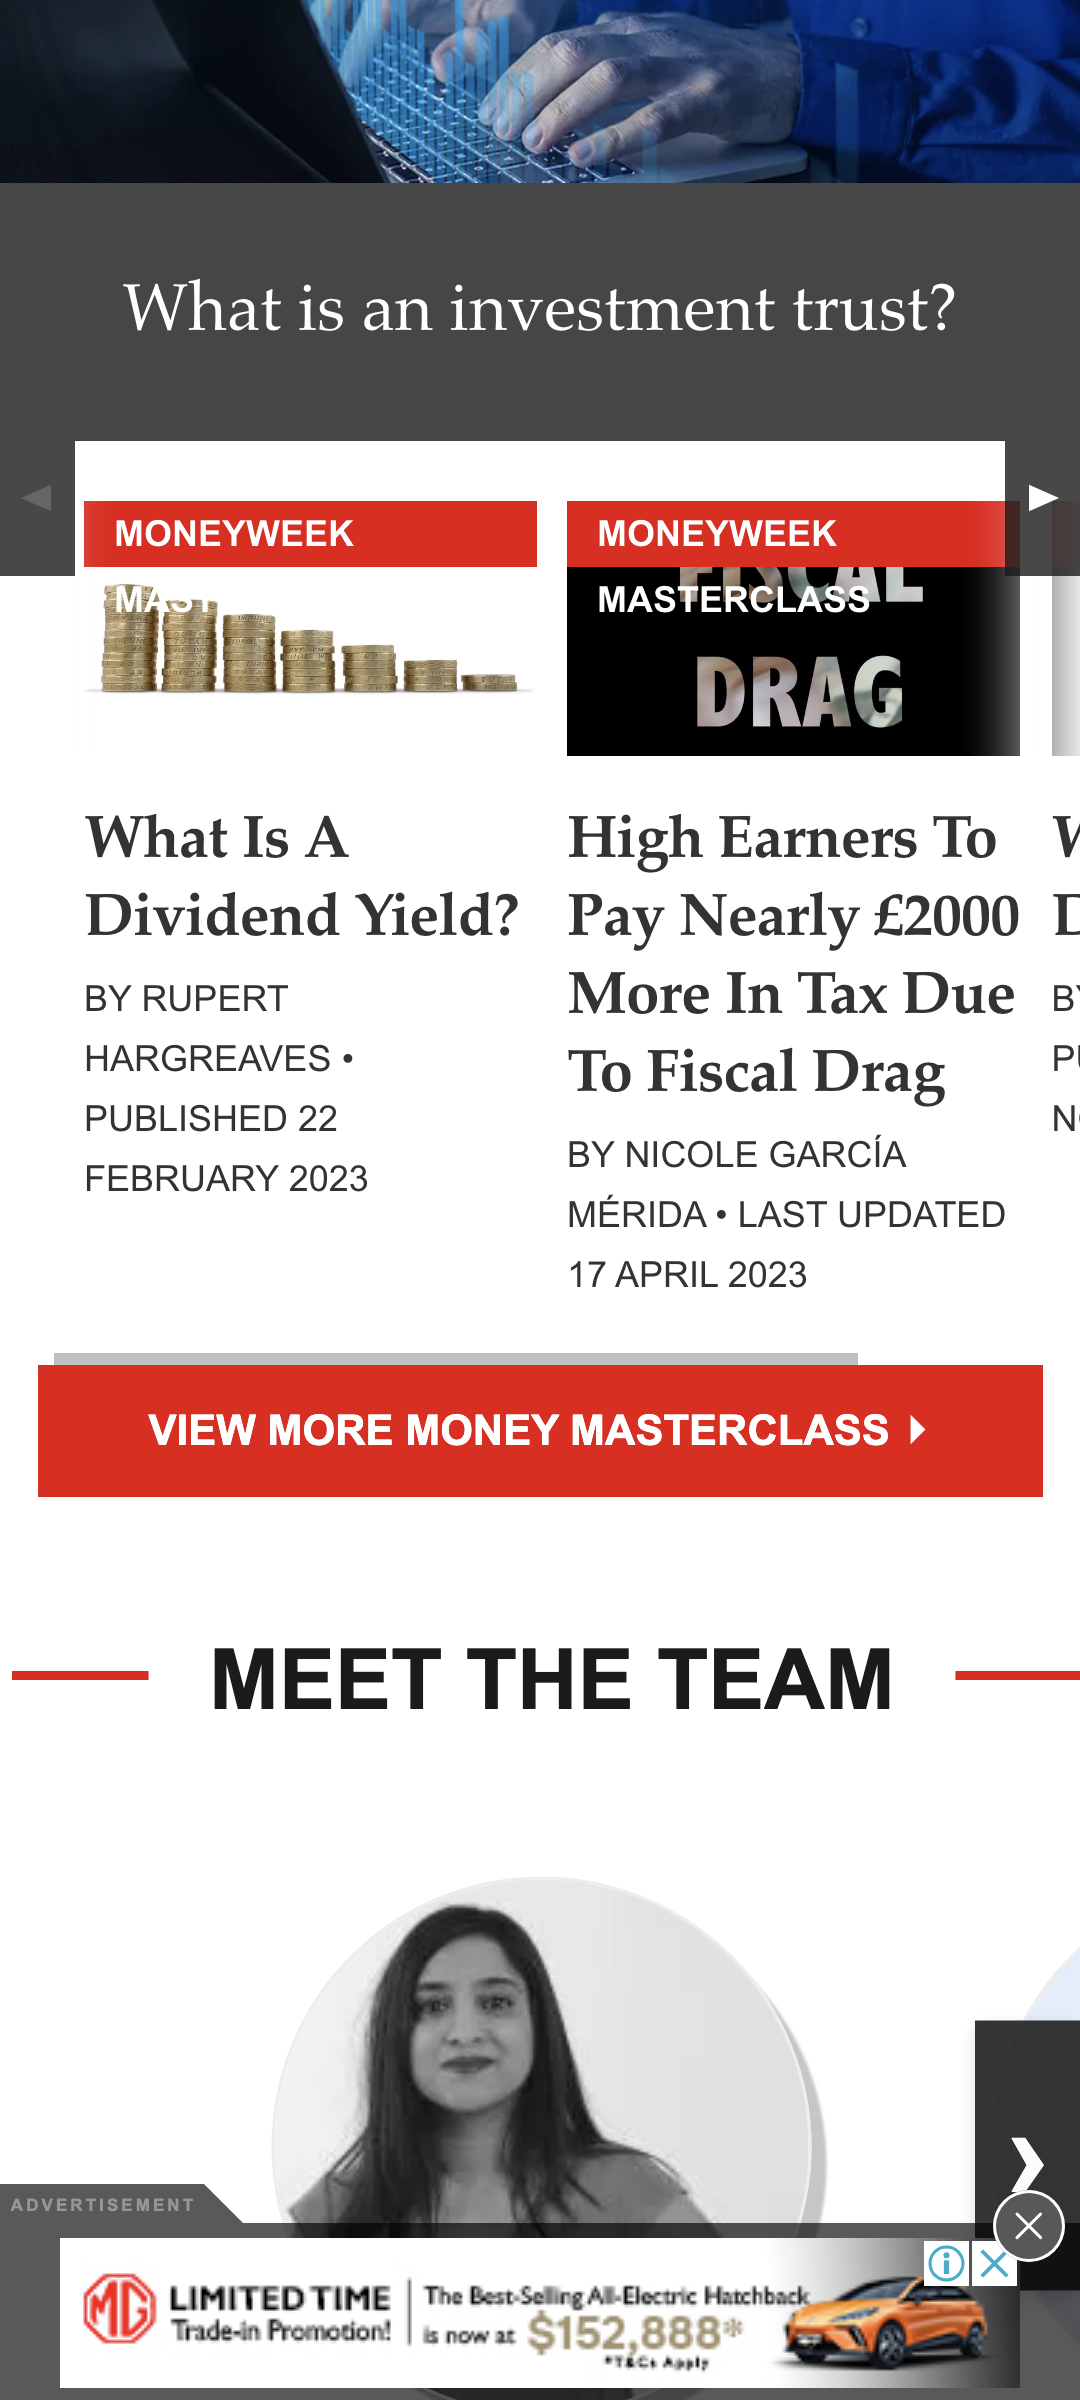 What is an investment trust?
MONEYWEEK
MAST
What Is A
Dividend Yield?
BY RUPERT
HARGREAVES •
PUBLISHED 22
FEBRUARY 2023
MONEYWEEK
MASTERCLASS
FISCAL
DRAG
High Earners To
Pay Nearly £2000
More In Tax Due
To Fiscal Drag
BY NICOLE GARCÍA
MÉRIDA • LAST UPDATED
17 APRIL 2023
VIEW MORE MONEY MASTERCLASS
MEET THE TEAM
ADVERTISEMENT
MG
LIMITED TIME
Trade-in Promotion!
The Best-Selling All-Electric Hatchback
is now at $152,888*
*T&Cs Apply